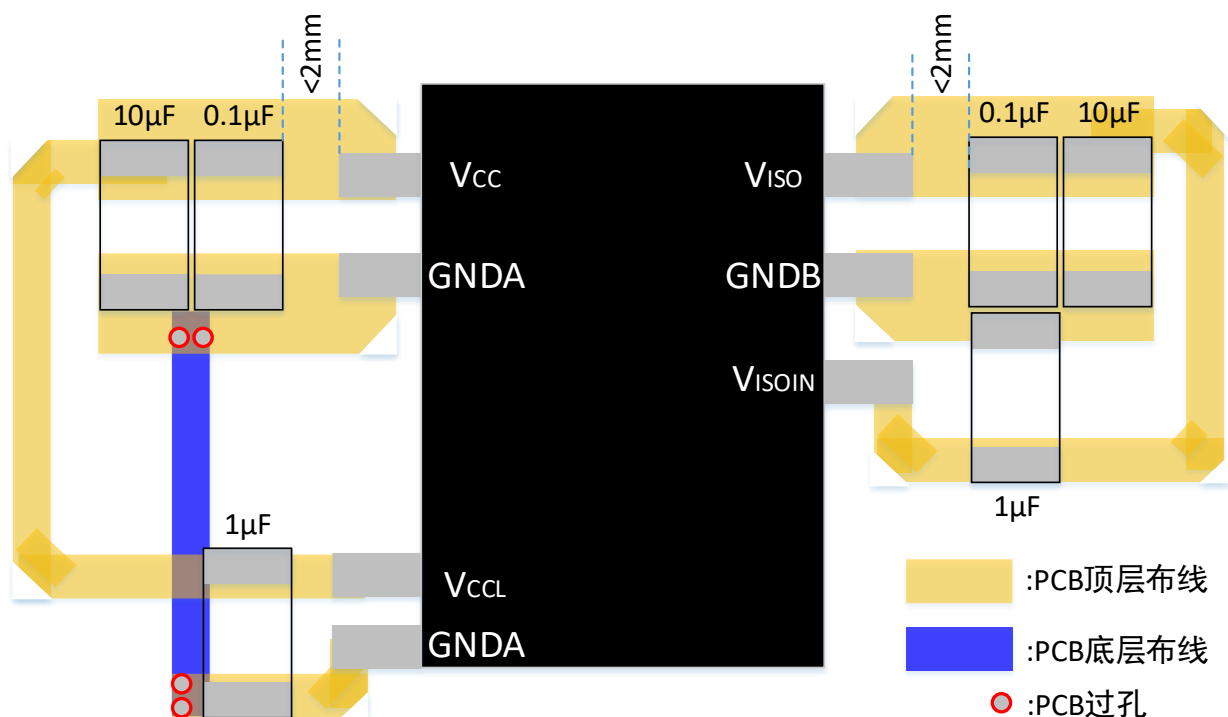 <2mm
<2mm
10μF
0.1μF
0.1μF
10μF
VCC
VISO
GNDA
GNDB
VISOIN
1μF
1μF
VCCL
GNDA
:PCB顶层布线
:PCB底层布线
:PCB过孔